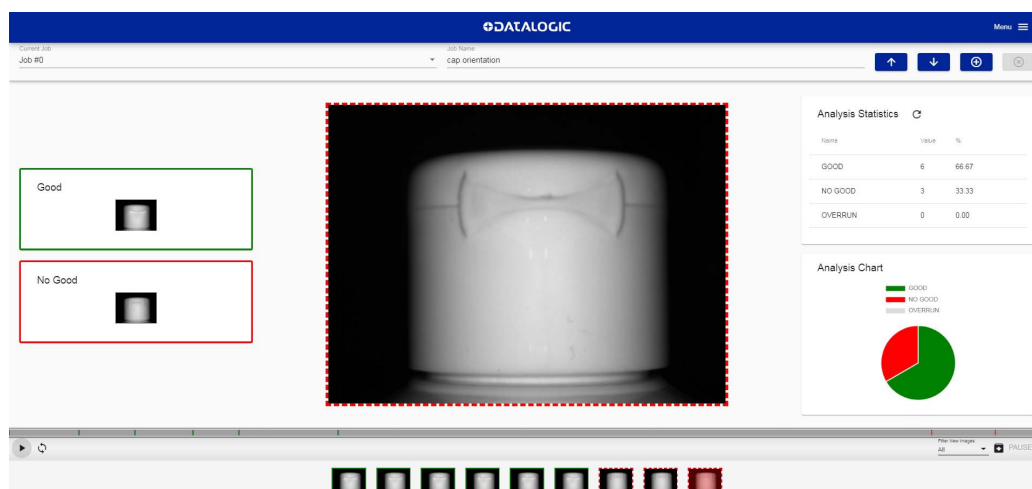 DATALOGIC
Menu
Current Job
Job #0
Job Name
cap orientation
Good
No Good
Analysis Statistics
Name Value %
GOOD 6 66.67
NO GOOD 3 33.33
OVERRUN 0 0.00
Analysis Chart
GOOD
NO GOOD
OVERRUN
Filter View Images
All
PAUSE